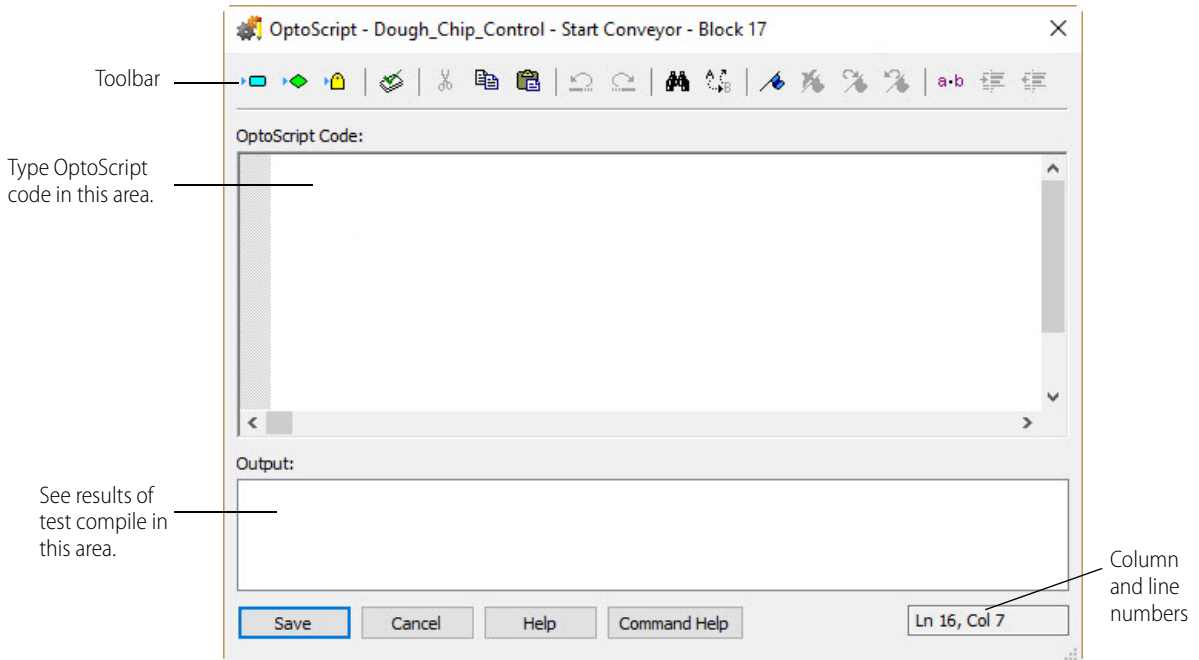 OptoScript - Dough_Chip_Control - Start Conveyor - Block 17
Toolbar
A
B
a•b
OptoScript Code:
Type OptoScript
code in this area.
Output:
See results of
test compile in
this area.
Column
and line
numbers
Save
Cancel
Help
Command Help
Ln 16, Col 7